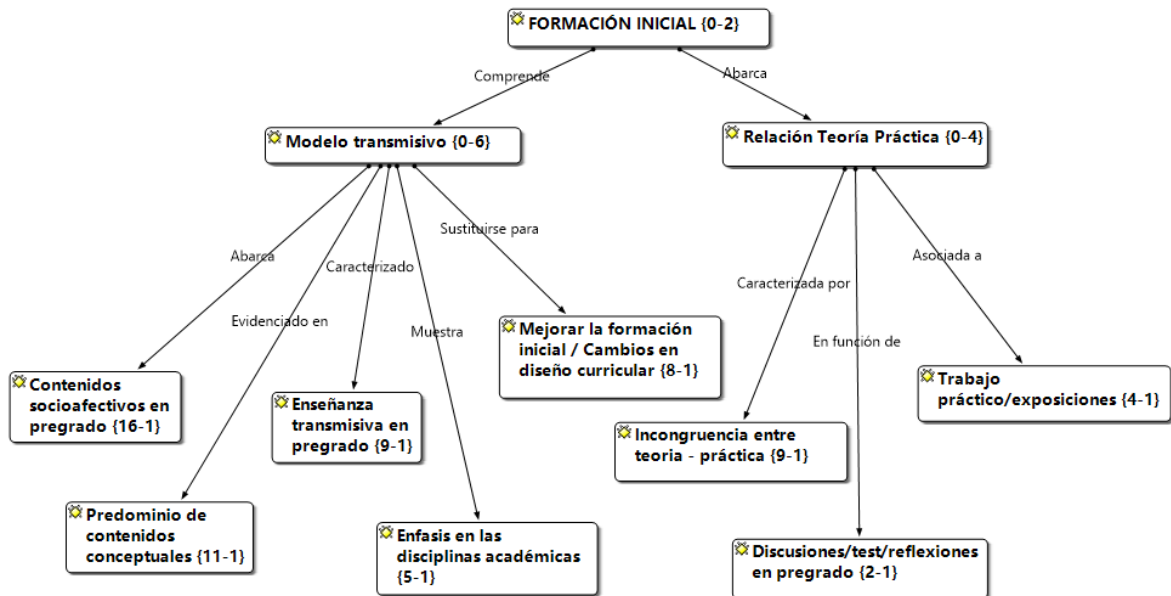 FORMACIÓN INICIAL {0-2}
Comprende
Abarca
Modelo transmisivo {0-6}
Relación Teoría Práctica {0-4}
Abarca
Evidenciado en
Caracterizado
Muestra
Sustituirse para
Caracterizada por
En función de
Asociada a
Contenidos
socioafectivos en
pregrado {16-1}
Predominio de
contenidos
conceptuales {11-1}
Enseñanza
transmisiva en
pregrado {9-1}
Enfasis en las
disciplinas académicas
{5-1}
Mejorar la formación
inicial / Cambios en
diseño curricular {8-1}
Incongruencia entre
teoria - práctica {9-1}
Discusiones/test/reflexiones
en pregrado {2-1}
Trabajo
práctico/exposiciones {4-1}